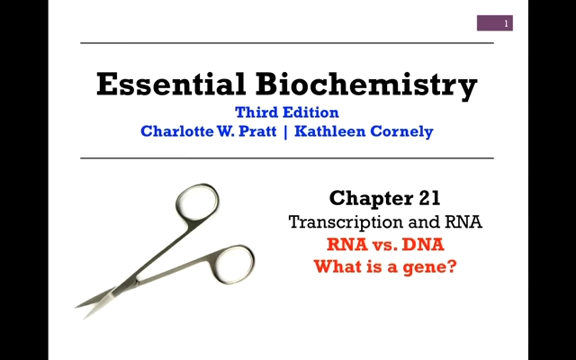 1
Essential Biochemistry
Third Edition
Charlotte W. Pratt | Kathleen Cornely
Chapter 21
Transcription and RNA
RNA vs. DNA
What is a gene?